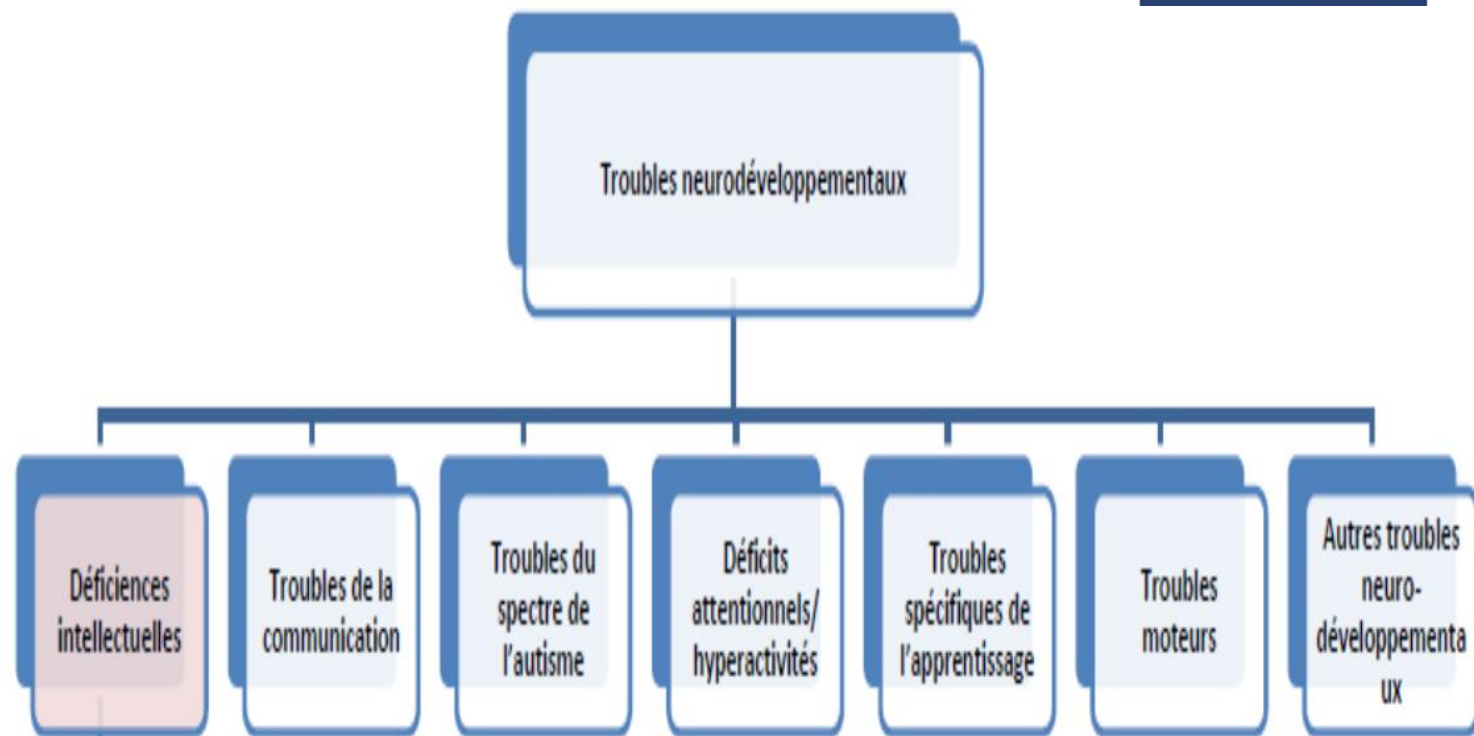 Troubles neurodéveloppementaux
Déficiences
intellectuelles
Troubles de la
communication
Troubles du
spectre de
l'autisme
Déficits
attentionnels/
hyperactivités
Troubles
spécifiques de
l'apprentissage
Troubles
moteurs
Autres troubles
neuro-
développementa
ux